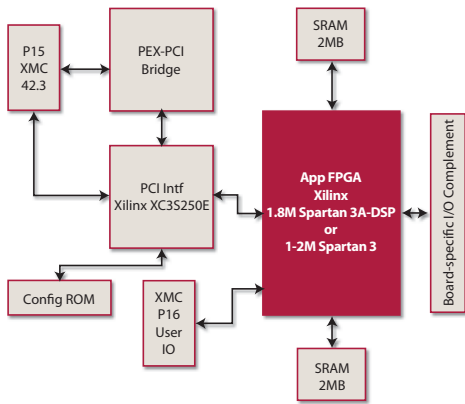 P15
XMC
42.3
PEX-PCI
Bridge
SRAM
2MB
PCI Intf
Xilinx XC3S250E
App FPGA
Xilinx
1.8M Spartan 3A-DSP
or
1-2M Spartan 3
Board-specific I/O Complement
Config ROM
XMC
P16
User
IO
SRAM
2MB